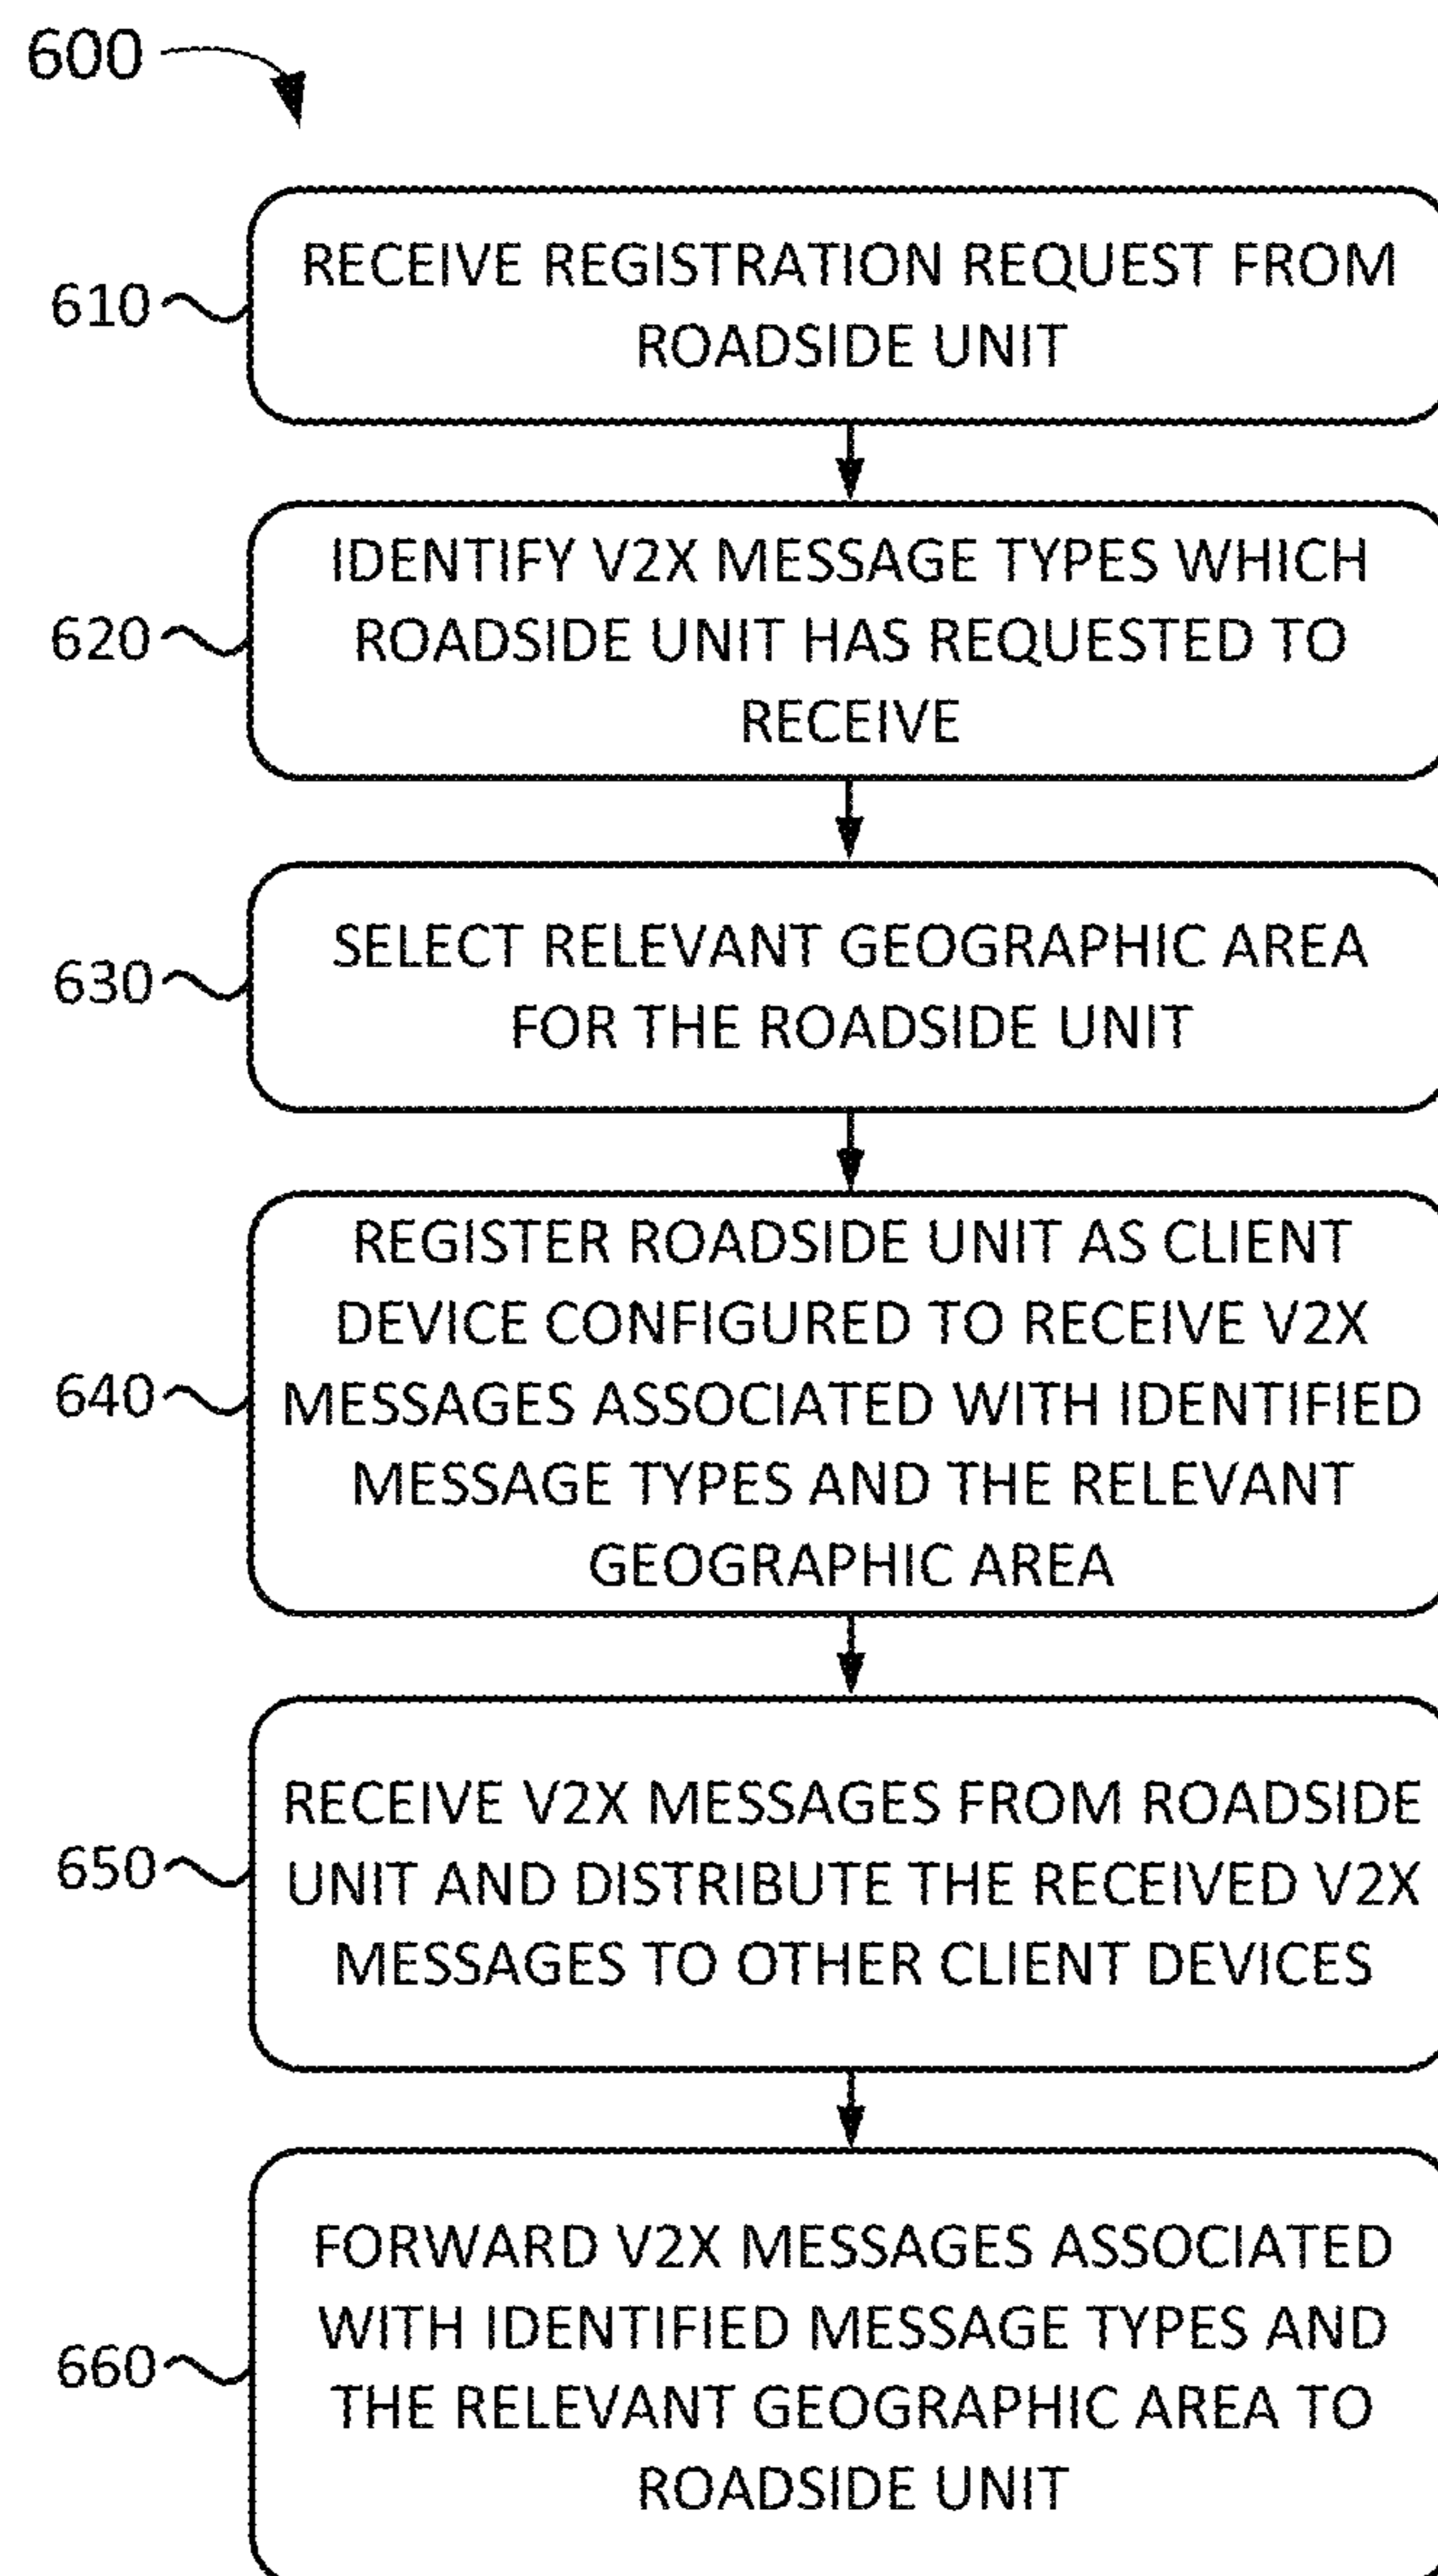 600
610
RECEIVE REGISTRATION REQUEST FROM
ROADSIDE UNIT
620
IDENTIFY V2X MESSAGE TYPES WHICH
ROADSIDE UNIT HAS REQUESTED TO
RECEIVE
630
SELECT RELEVANT GEOGRAPHIC AREA
FOR THE ROADSIDE UNIT
640
REGISTER ROADSIDE UNIT AS CLIENT
DEVICE CONFIGURED TO RECEIVE V2X
MESSAGES ASSOCIATED WITH IDENTIFIED
MESSAGE TYPES AND THE RELEVANT
GEOGRAPHIC AREA
650
RECEIVE V2X MESSAGES FROM ROADSIDE
UNIT AND DISTRIBUTE THE RECEIVED V2X
MESSAGES TO OTHER CLIENT DEVICES
660
FORWARD V2X MESSAGES ASSOCIATED
WITH IDENTIFIED MESSAGE TYPES AND
THE RELEVANT GEOGRAPHIC AREA TO
ROADSIDE UNIT